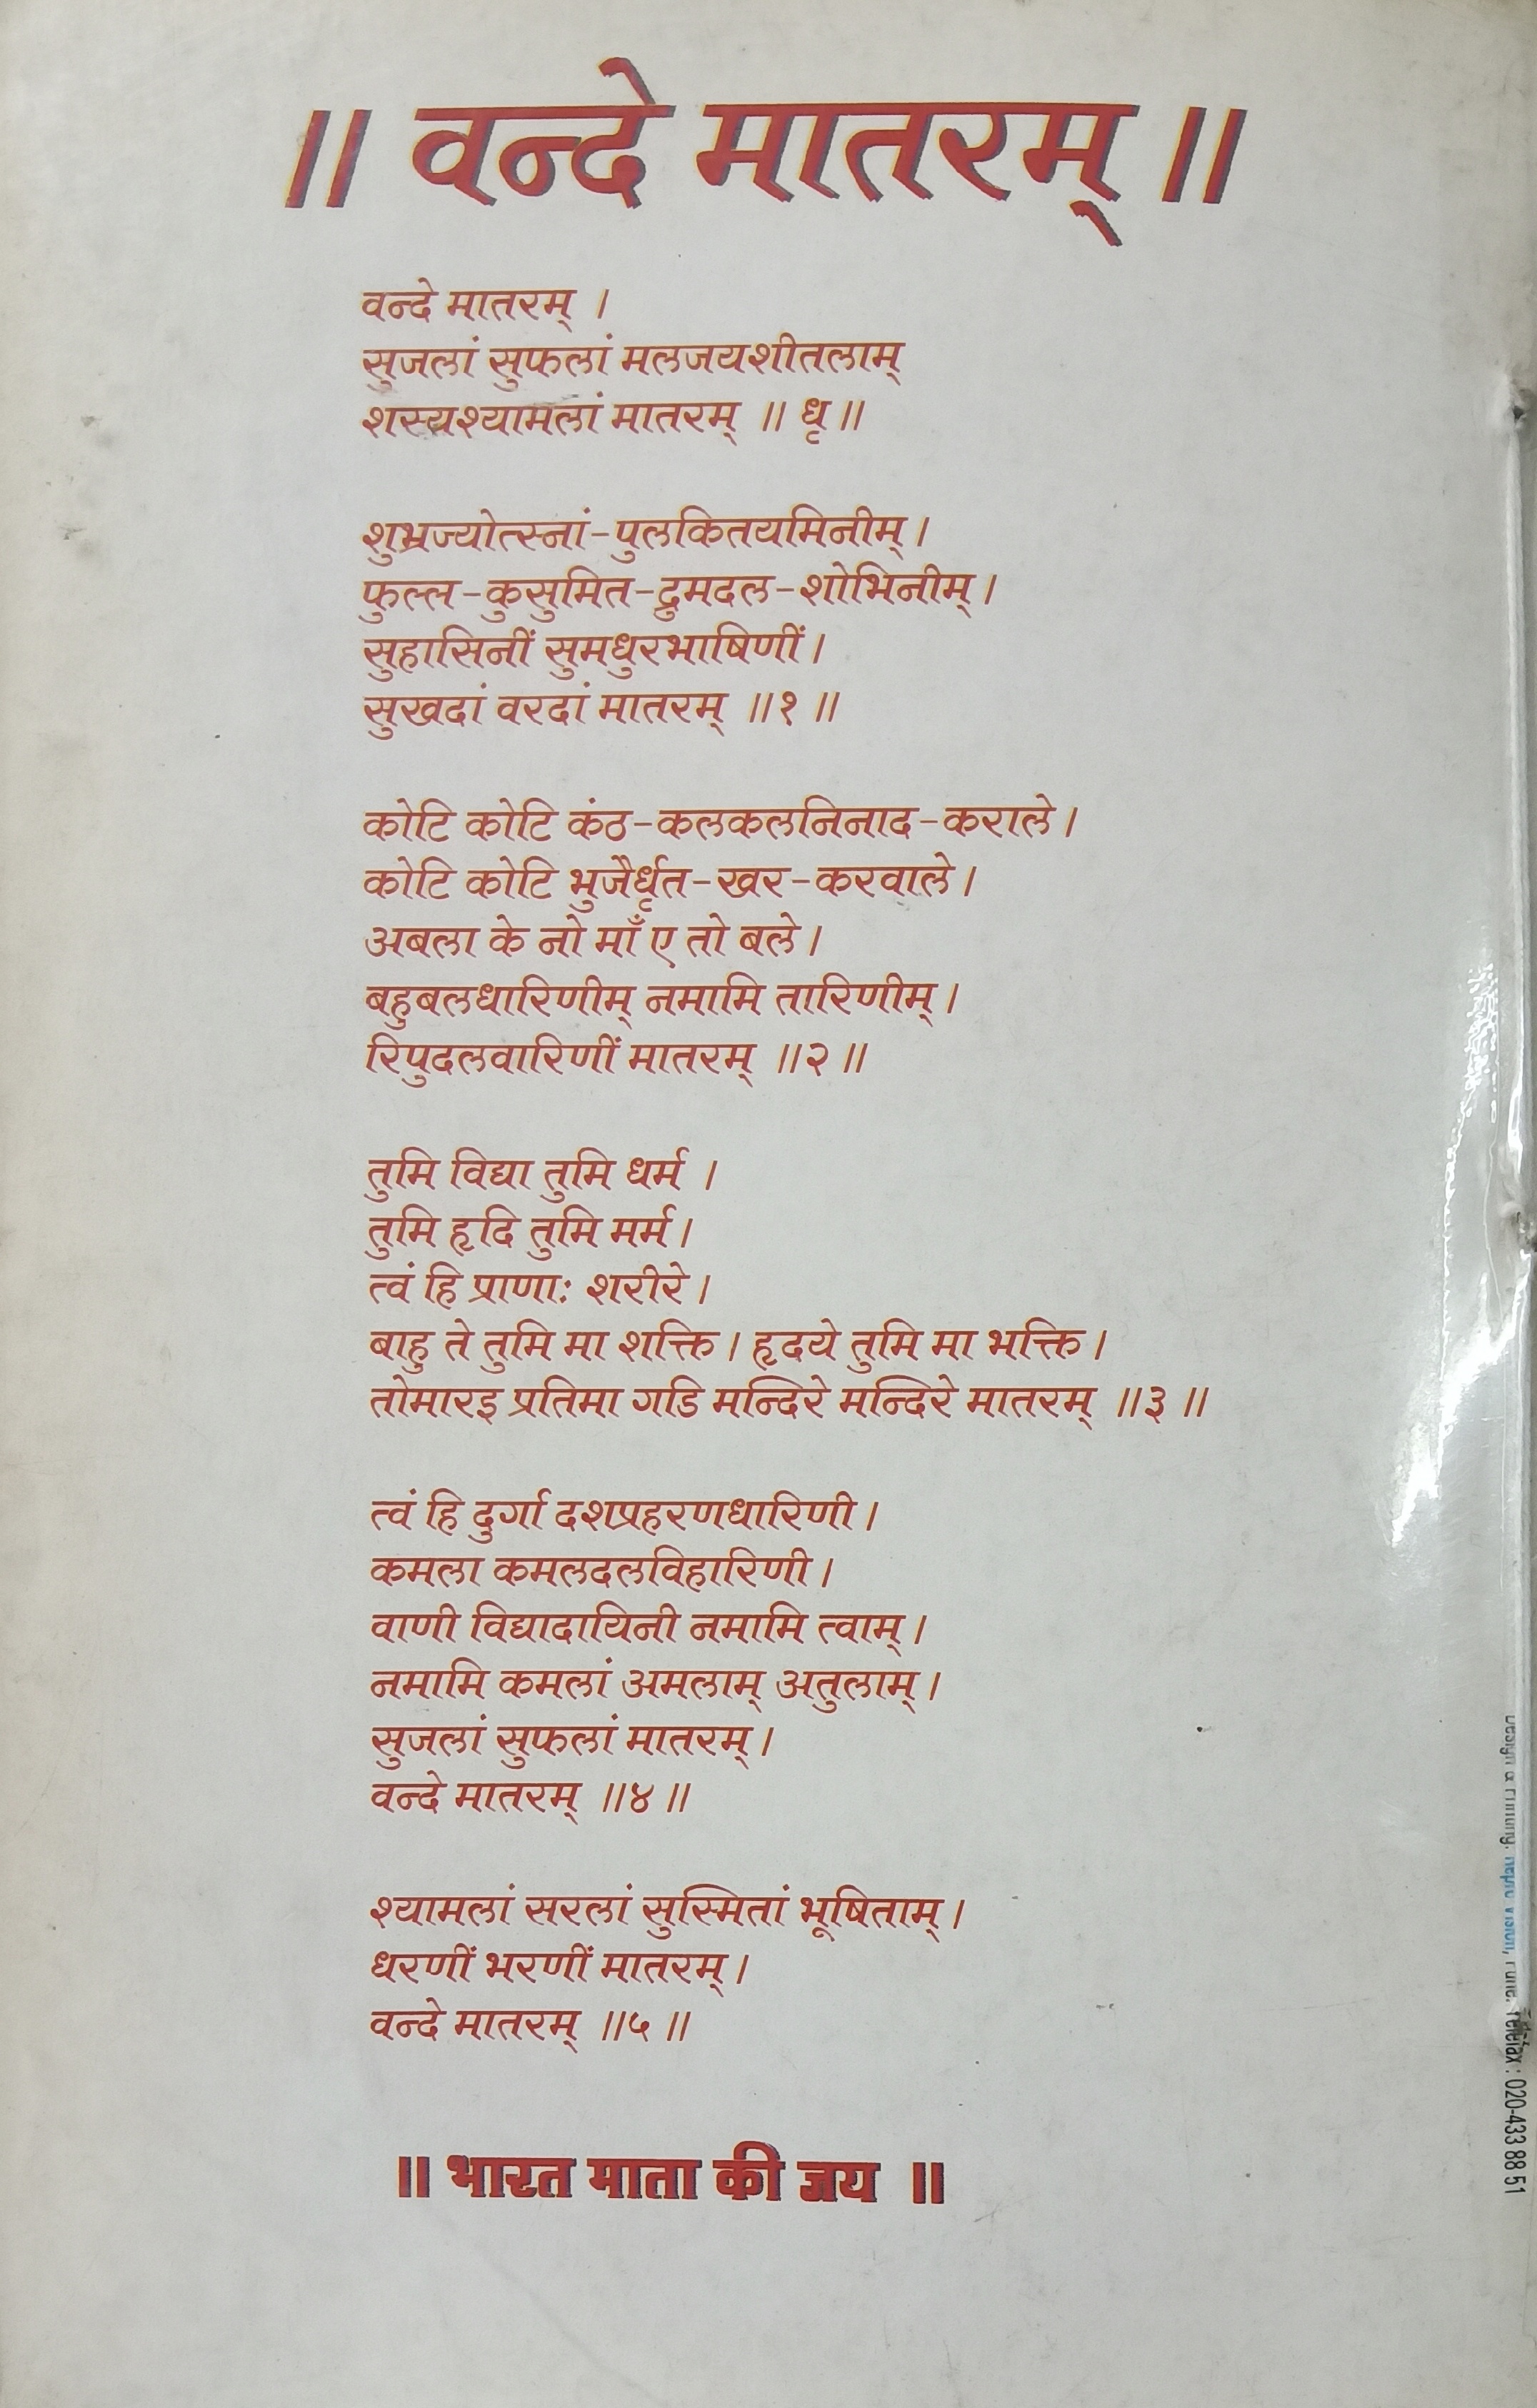 ॥ वन्दे मातरम् ॥
वन्दे मातरम् ।
सुजलां सुफलां मलजयशीतलाम्
शस्यश्यामलां मातरम् ॥ धृ ॥
शुभ्रज्योत्स्नां-पुलकितयमिनीम्।
फुल्ल-कुसुमित-द्रुमदल-शोभिनीम्।
सुहासिनीं सुमधुरभाषिणीं।
सुखदां वरदां मातरम् ॥१॥
कोटि कोटि कंठ-कलकलनिनाद-कराले।
कोटि कोटि भुजैर्धृत-खर-करवाले।
अबला के नो माँ ए तो बले।
बहुबलधारिणीम् नमामि तारिणीम्।
रिपुदलवारिणीं मातरम् ॥२॥
तुमि विद्या तुमि धर्म ।
तुमि हृदि तुमि मर्म।
त्वं हि प्राणाः शरीरे।
बाहु ते तुमि मा शक्ति। हृदये तुमि मा भक्ति।
तोमारइ प्रतिमा गडि मन्दिरे मन्दिरे मातरम् ॥३॥
त्वं हि दुर्गा दशप्रहरणधारिणी।
कमला कमलदलविहारिणी।
वाणी विद्यादायिनी नमामि त्वाम्।
नमामि कमलां अमलाम् अतुलाम्।
सुजलां सुफलां मातरम्।
वन्दे मातरम् ॥४॥
श्यामलां सरलां सुस्मितां भूषिताम्।
धरणीं भरणीं मातरम्।
वन्दे मातरम् ॥५॥
॥ भारत माता की जय ॥
Telefax : 020-433 88 51